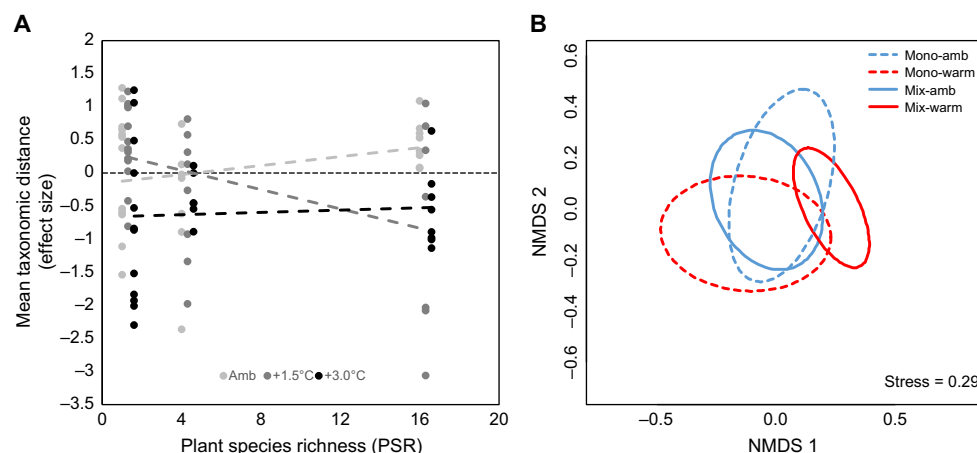 A
Mean taxonomic distance
(effect size)
2
1.5
1
0.5
0
–0.5
–1
–1.5
–2
–2.5
–3
–3.5
0
4
8
12
16
20
Amb +1.5°C +3.0°C
Plant species richness (PSR)
B
NMDS 2
0.6
0.4
0.2
0.0
–0.2
–0.4
–0.6
Mono-amb
Mono-warm
Mix-amb
Mix-warm
Stress = 0.29
–0.5
0.0
0.5
NMDS 1